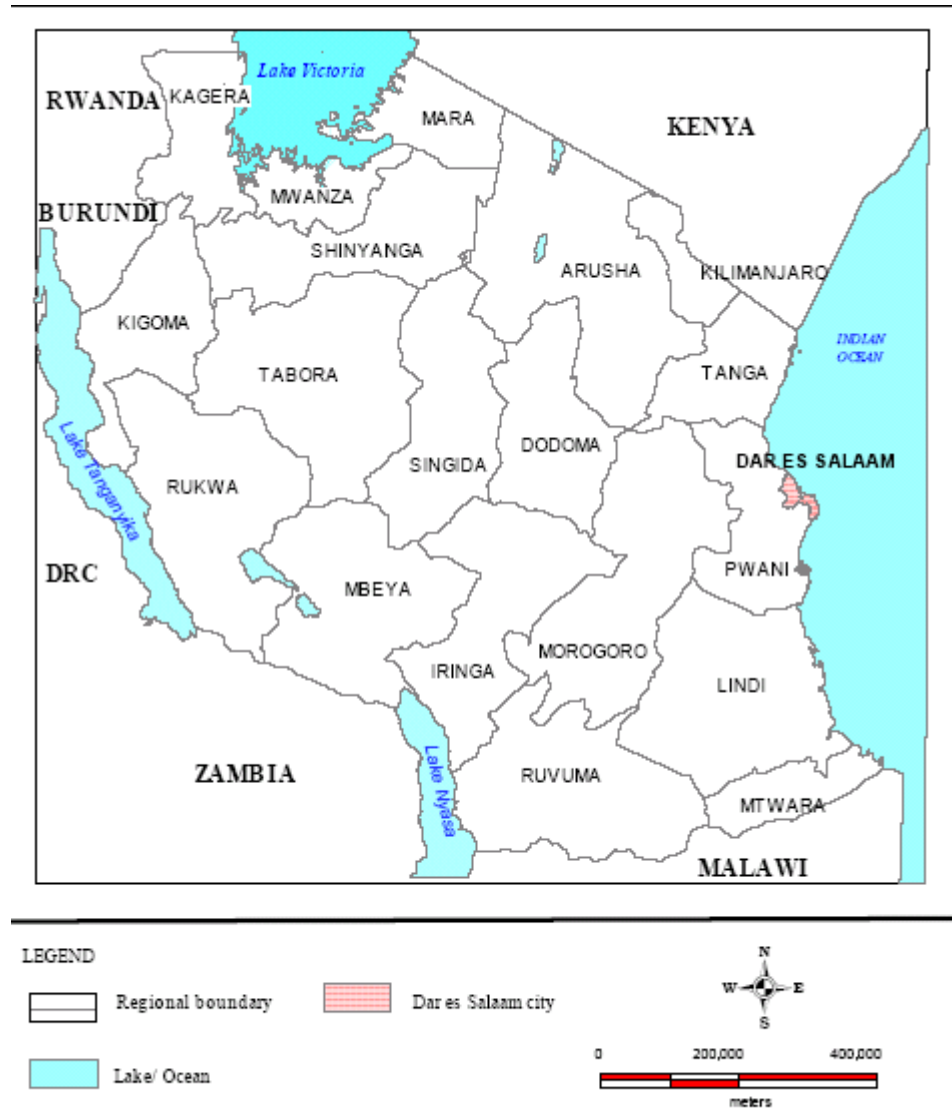 Lake Victoria
RWANDA
KAGERA
MARA
KENYA
MWANZA
BURUNDI
SHINYANGA
ARUSHA
KILIMANJARO
KIGOMA
INDIAN
OCEAN
TABORA
TANGA
DODOMA
Lake Tanganyika
SINGIDA
DAR ES SALAAM
RUKWA
DRC
PWANI
MBEYA
MOROGORO
IRINGA
LINDI
ZAMBIA
Lake Nyasa
RUVUMA
MTWARA
MALAWI
LEGEND
Regional boundary
Dar es Salaam city
Lake/ Ocean
N
W E
S
0 200,000 400,000
meters